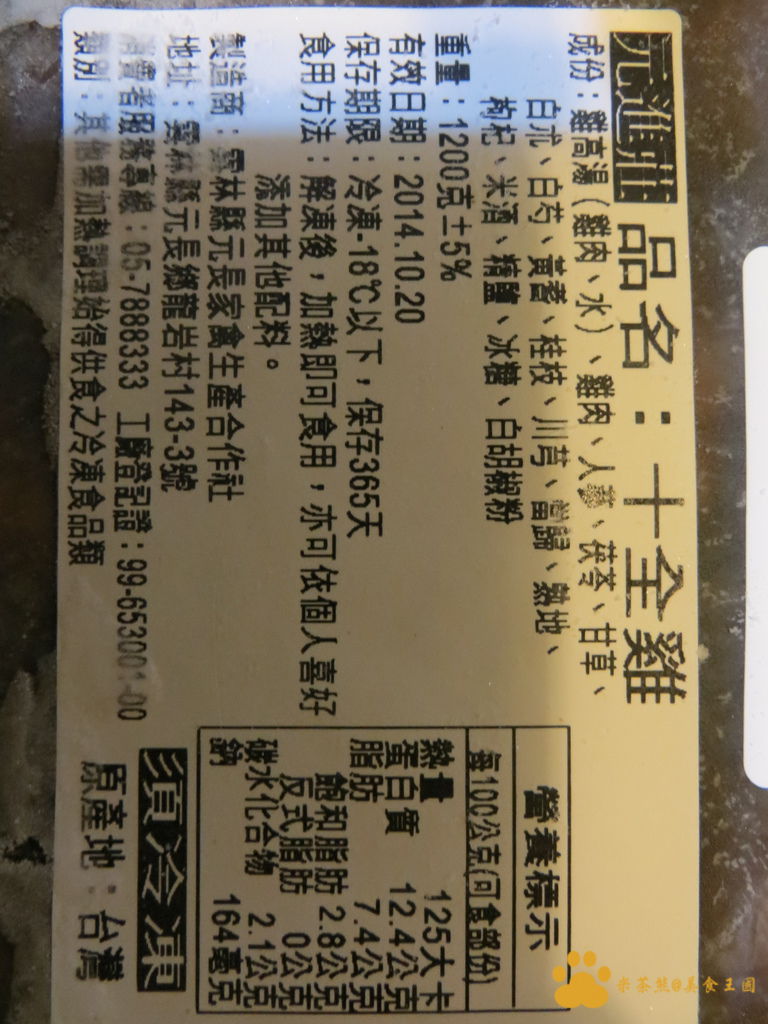 元進莊 品名：十全雞
成份：雞高湯（雞肉、水）、雞肉、人蔘、茯苓、甘草、
白朮、白芍、黃蓍、桂枝、川芎、當歸、熟地、
枸杞、米酒、精鹽、冰糖、白胡椒粉
重量：1200克±5%
有效日期：2014.10.20
保存期限：冷凍-18℃以下，保存365天
食用方法：解凍後，加熱即可食用，亦可依個人喜好
添加其他配料。
製造商：雲林縣元長家禽生產合作社
地址：雲林縣元長鄉龍岩村143-3號
消費者服務專線：05-7888333 工廠登記證：99-653001-00
類別：其他需加熱調理始得供食之冷凍食品類
營養標示
每100公克(可食部份)
熱量 125大卡
蛋白質 12.4公克
脂肪 7.4公克
飽和脂肪 2.8公克
反式脂肪 0公克
碳水化合物 2.1公克
鈉 164毫克
須冷凍
原產地：台灣
米茶熊@美食王國